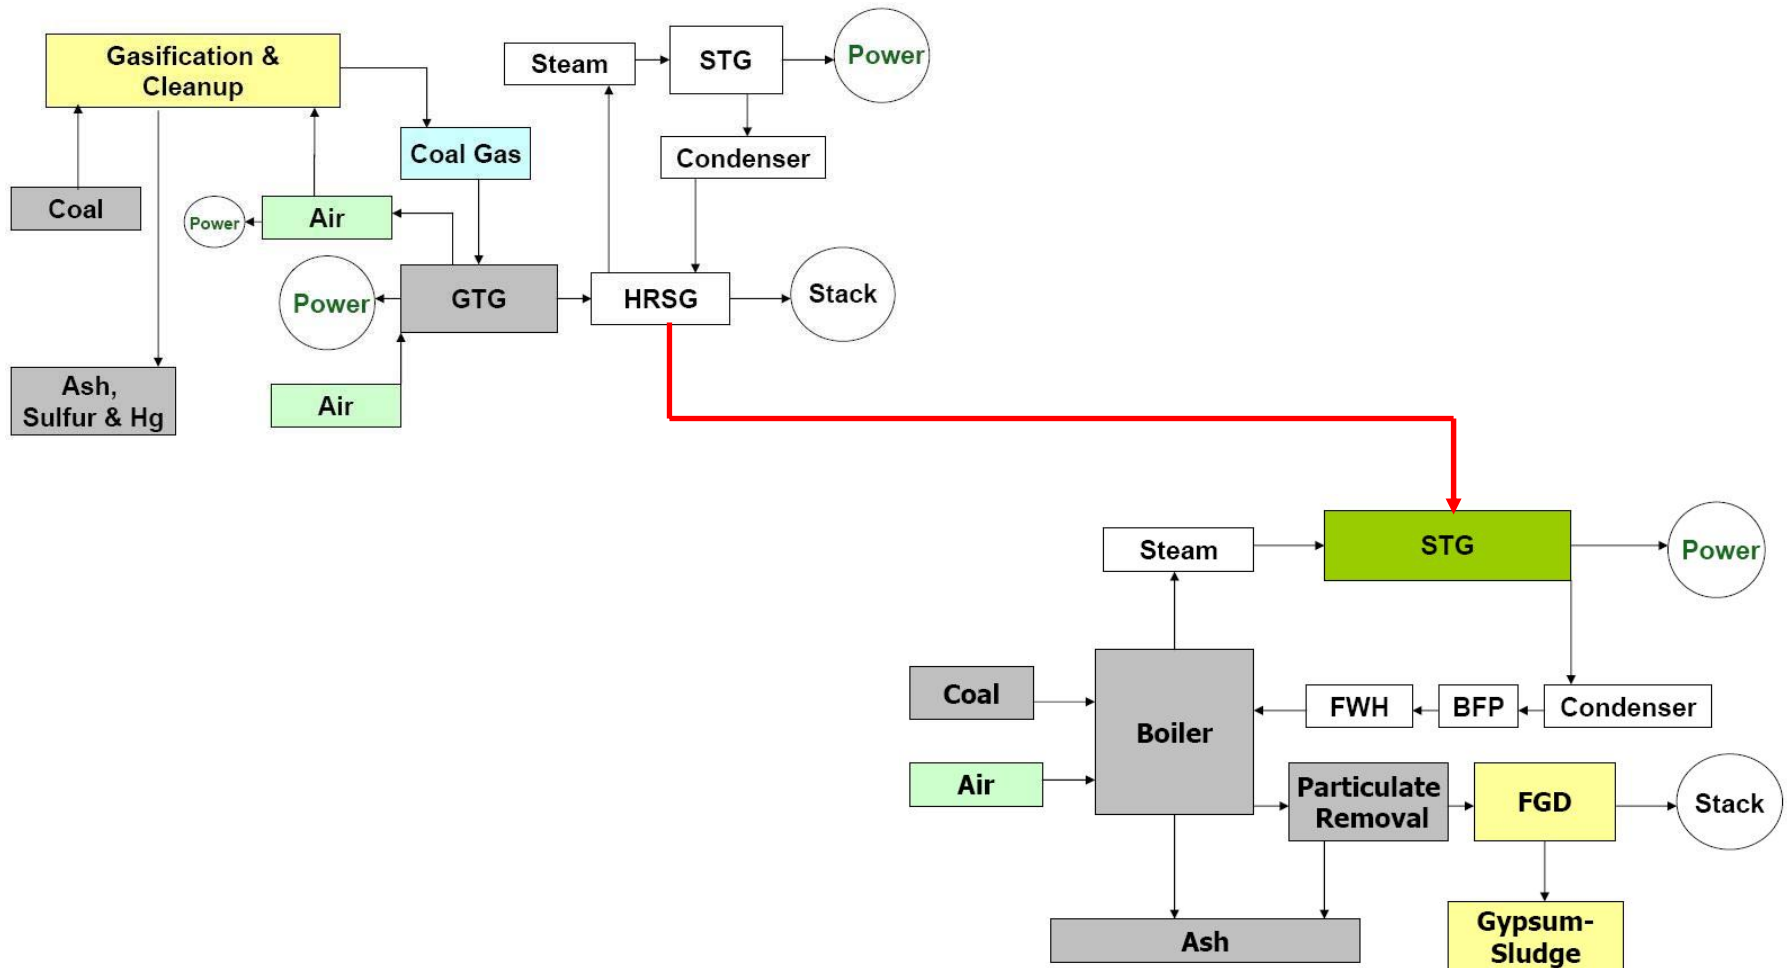 Gasification &
Cleanup
Steam
STG
Power
Coal Gas
Condenser
Coal
Power
Air
Power
GTG
HRSG
Stack
Ash,
Sulfur & Hg
Air
Steam
STG
Power
Coal
Boiler
FWH
BFP
Condenser
Air
Particulate
Removal
FGD
Stack
Ash
Gypsum-
Sludge